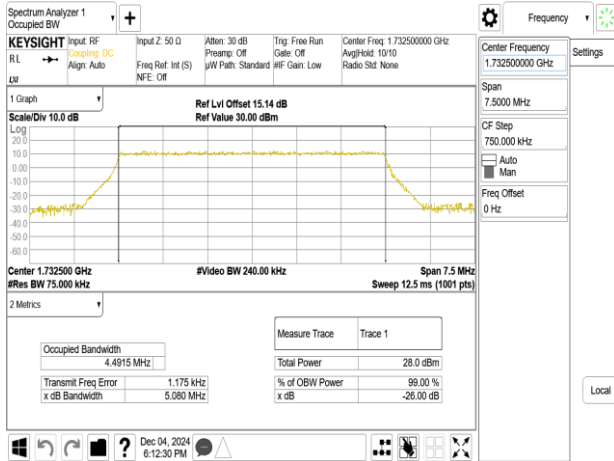 Spectrum Analyzer 1
Occupied BW
Frequency
KEYSIGHT
RL
Input: RF
Coupling: DC
Align: Auto
Input Z: 50 Ω
Freq Ref: Int (S)
NFE: Off
Atten: 30 dB
Preamp: Off
µW Path: Standard
Trig: Free Run
Gate: Off
#IF Gain: Low
Center Freq: 1.732500000 GHz
Avg|Hold: 10/10
Radio Std: None
Center Frequency
1.732500000 GHz
Settings
Span
7.5000 MHz
CF Step
750.000 kHz
Auto
Man
Freq Offset
0 Hz
Local
1 Graph
Scale/Div 10.0 dB
Ref Lvl Offset 15.14 dB
Ref Value 30.00 dBm
Log
20.0
10.0
0.00
-10.0
-20.0
-30.0
-40.0
-50.0
-60.0
Center 1.732500 GHz
#Video BW 240.00 kHz
Span 7.5 MHz
#Res BW 75.000 kHz
Sweep 12.5 ms (1001 pts)
2 Metrics
Occupied Bandwidth
4.4915 MHz
Transmit Freq Error 1.175 kHz
x dB Bandwidth 5.080 MHz
Measure Trace Trace 1
Total Power 28.0 dBm
% of OBW Power 99.00 %
x dB -26.00 dB
?
Dec 04, 2024
6:12:30 PM